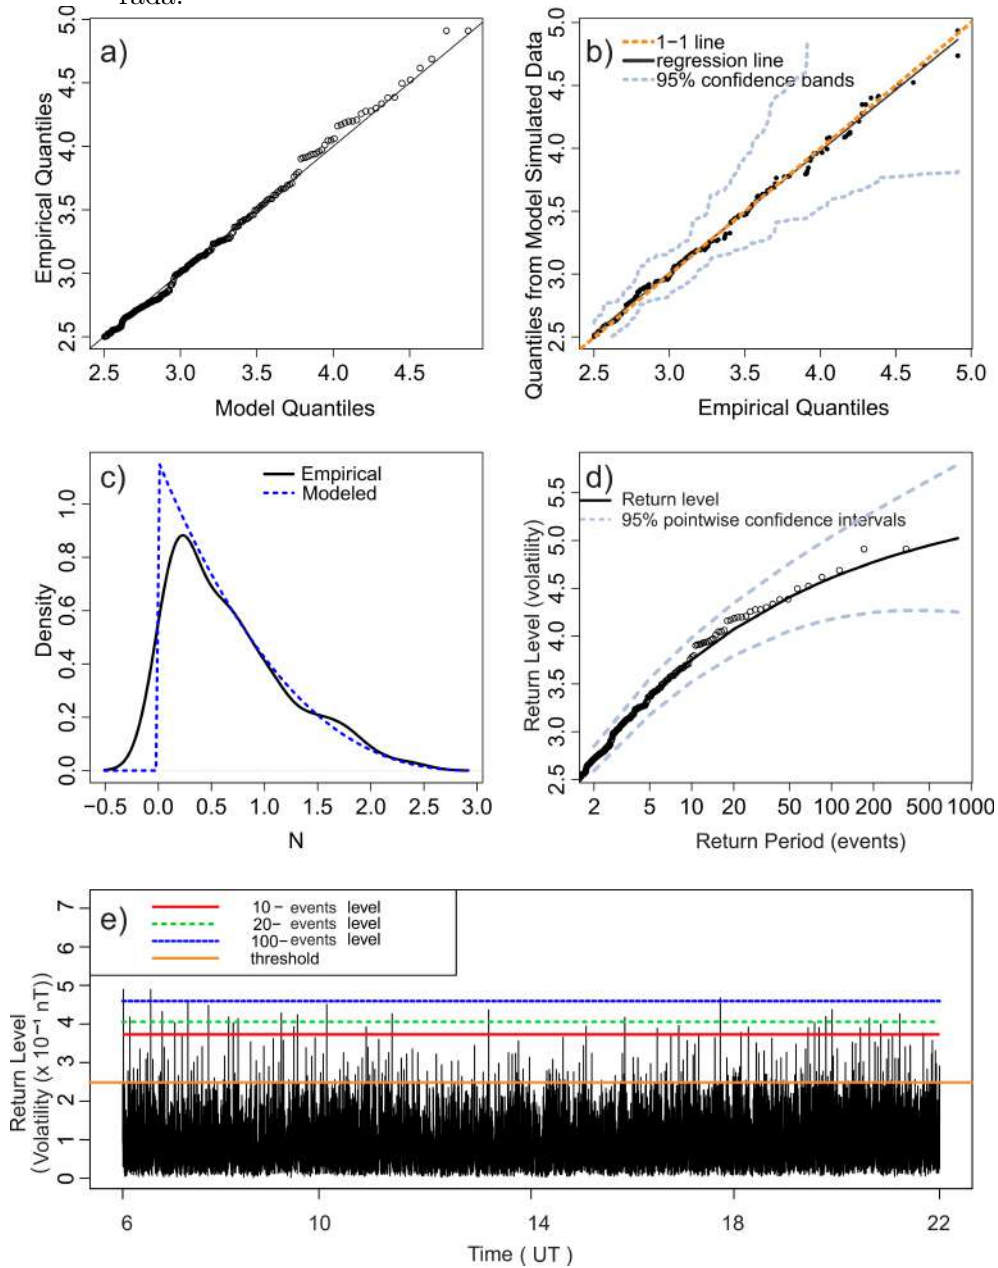 rada.
a)
Empirical Quantiles
5.0
4.5
4.0
3.5
3.0
2.5
2.5 3.0 3.5 4.0 4.5
Model Quantiles
b)
1−1 line
regression line
95% confidence bands
Quantiles from Model Simulated Data
5.0
4.5
4.0
3.5
3.0
2.5
2.5 3.0 3.5 4.0 4.5 5.0
Empirical Quantiles
c)
Empirical
Modeled
Density
1.0
0.8
0.6
0.4
0.2
0.0
−0.5 0.0 0.5 1.0 1.5 2.0 2.5 3.0
N
d)
Return level
95% pointwise confidence intervals
Return Level (volatility)
5.5
5.0
4.5
4.0
3.5
3.0
2.5
2 5 10 20 50 100 200 500 1000
Return Period (events)
e)
10− events level
20− events level
100− events level
threshold
Return Level
(Volatility (x 10⁻¹ nT))
7
6
5
4
3
2
1
0
6 10 14 18 22
Time ( UT )